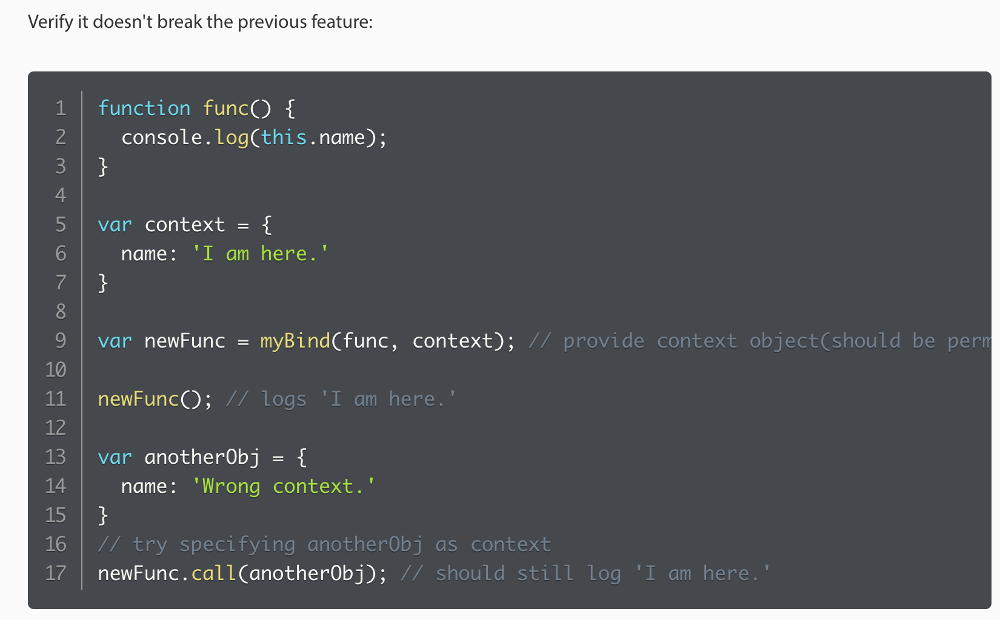 Verify it doesn't break the previous feature:
1 function func() {
2 console.log(this.name);
3 }
4
5 var context = {
6 name: 'I am here.'
7 }
8
9 var newFunc = myBind(func, context); // provide context object(should be perm
10
11 newFunc(); // logs 'I am here.'
12
13 var anotherObj = {
14 name: 'Wrong context.'
15 }
16 // try specifying anotherObj as context
17 newFunc.call(anotherObj); // should still log 'I am here.'